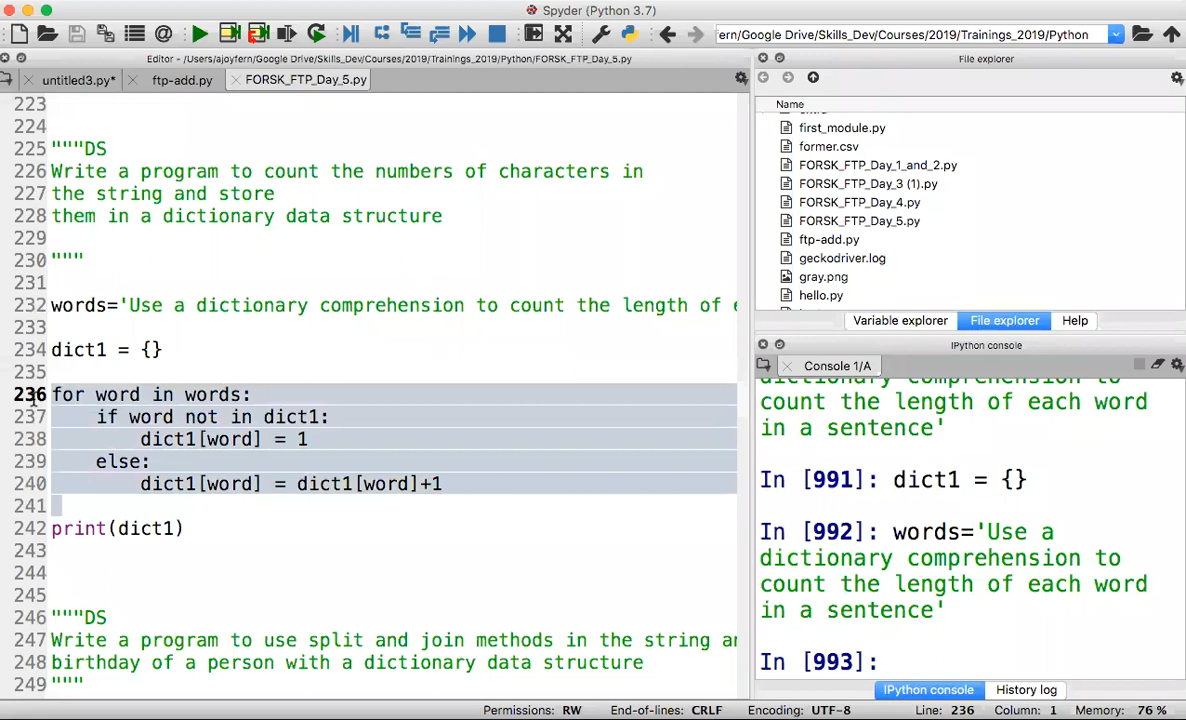 Spyder (Python 3.7)
fern/Google Drive/Skills_Dev/Courses/2019/Trainings_2019/Python
Editor - /Users/ajoyfern/Google Drive/Skills_Dev/Courses/2019/Trainings_2019/Python/FORSK_FTP_Day_5.py
untitled3.py*
ftp-add.py
FORSK_FTP_Day_5.py
223
224
225 """DS
226 Write a program to count the numbers of characters in
227 the string and store
228 them in a dictionary data structure
229
230 """
231
232 words='Use a dictionary comprehension to count the length of
233
234 dict1 = {}
235
236 for word in words:
237 if word not in dict1:
238 dict1[word] = 1
239 else:
240 dict1[word] = dict1[word]+1
241
242 print(dict1)
243
244
245
246 """DS
247 Write a program to use split and join methods in the string
248 birthday of a person with a dictionary data structure
249 """
File explorer
Name
first_module.py
former.csv
FORSK_FTP_Day_1_and_2.py
FORSK_FTP_Day_3 (1).py
FORSK_FTP_Day_4.py
FORSK_FTP_Day_5.py
ftp-add.py
geckodriver.log
gray.png
hello.py
Variable explorer
File explorer
Help
IPython console
Console 1/A
dictionary comprehension to
count the length of each word
in a sentence'
In [991]: dict1 = {}
In [992]: words='Use a
dictionary comprehension to
count the length of each word
in a sentence'
In [993]:
IPython console
History log
Permissions: RW
End-of-lines: CRLF
Encoding: UTF-8
Line: 236
Column: 1
Memory: 76 %